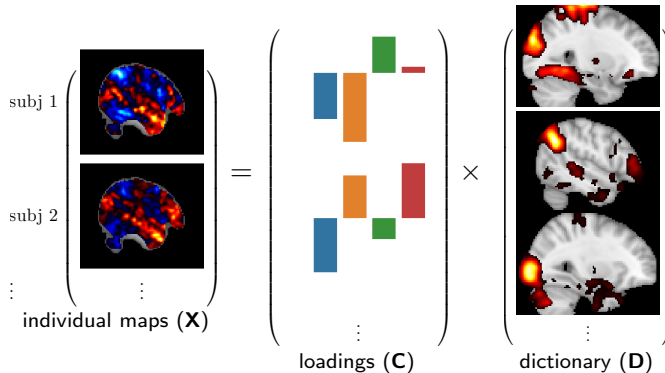 subj 1
subj 2
=
×
⋮
⋮
⋮
⋮
individual maps (X)
loadings (C)
dictionary (D)